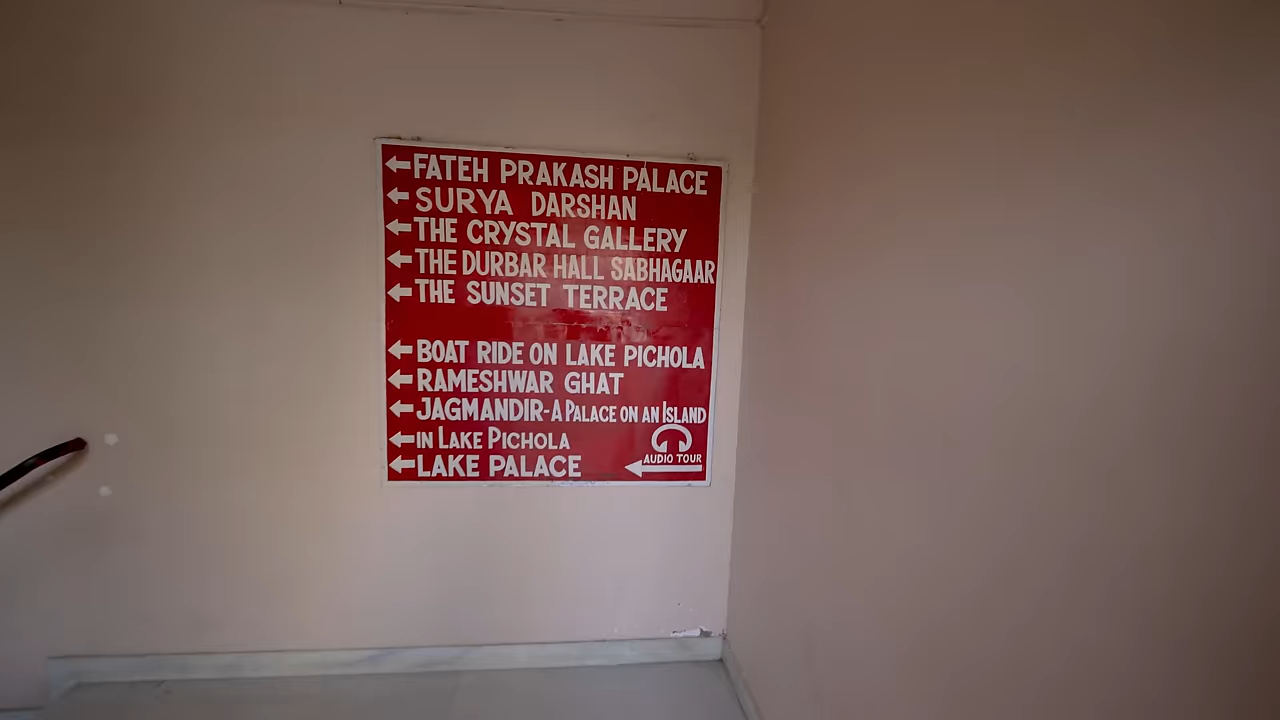 FATEH PRAKASH PALACE
SURYA DARSHAN
THE CRYSTAL GALLERY
THE DURBAR HALL SABHAGAAR
THE SUNSET TERRACE
BOAT RIDE ON LAKE PICHOLA
RAMESHWAR GHAT
JAGMANDIR-A PALACE ON AN ISLAND
IN LAKE PICHOLA
LAKE PALACE
AUDIO TOUR